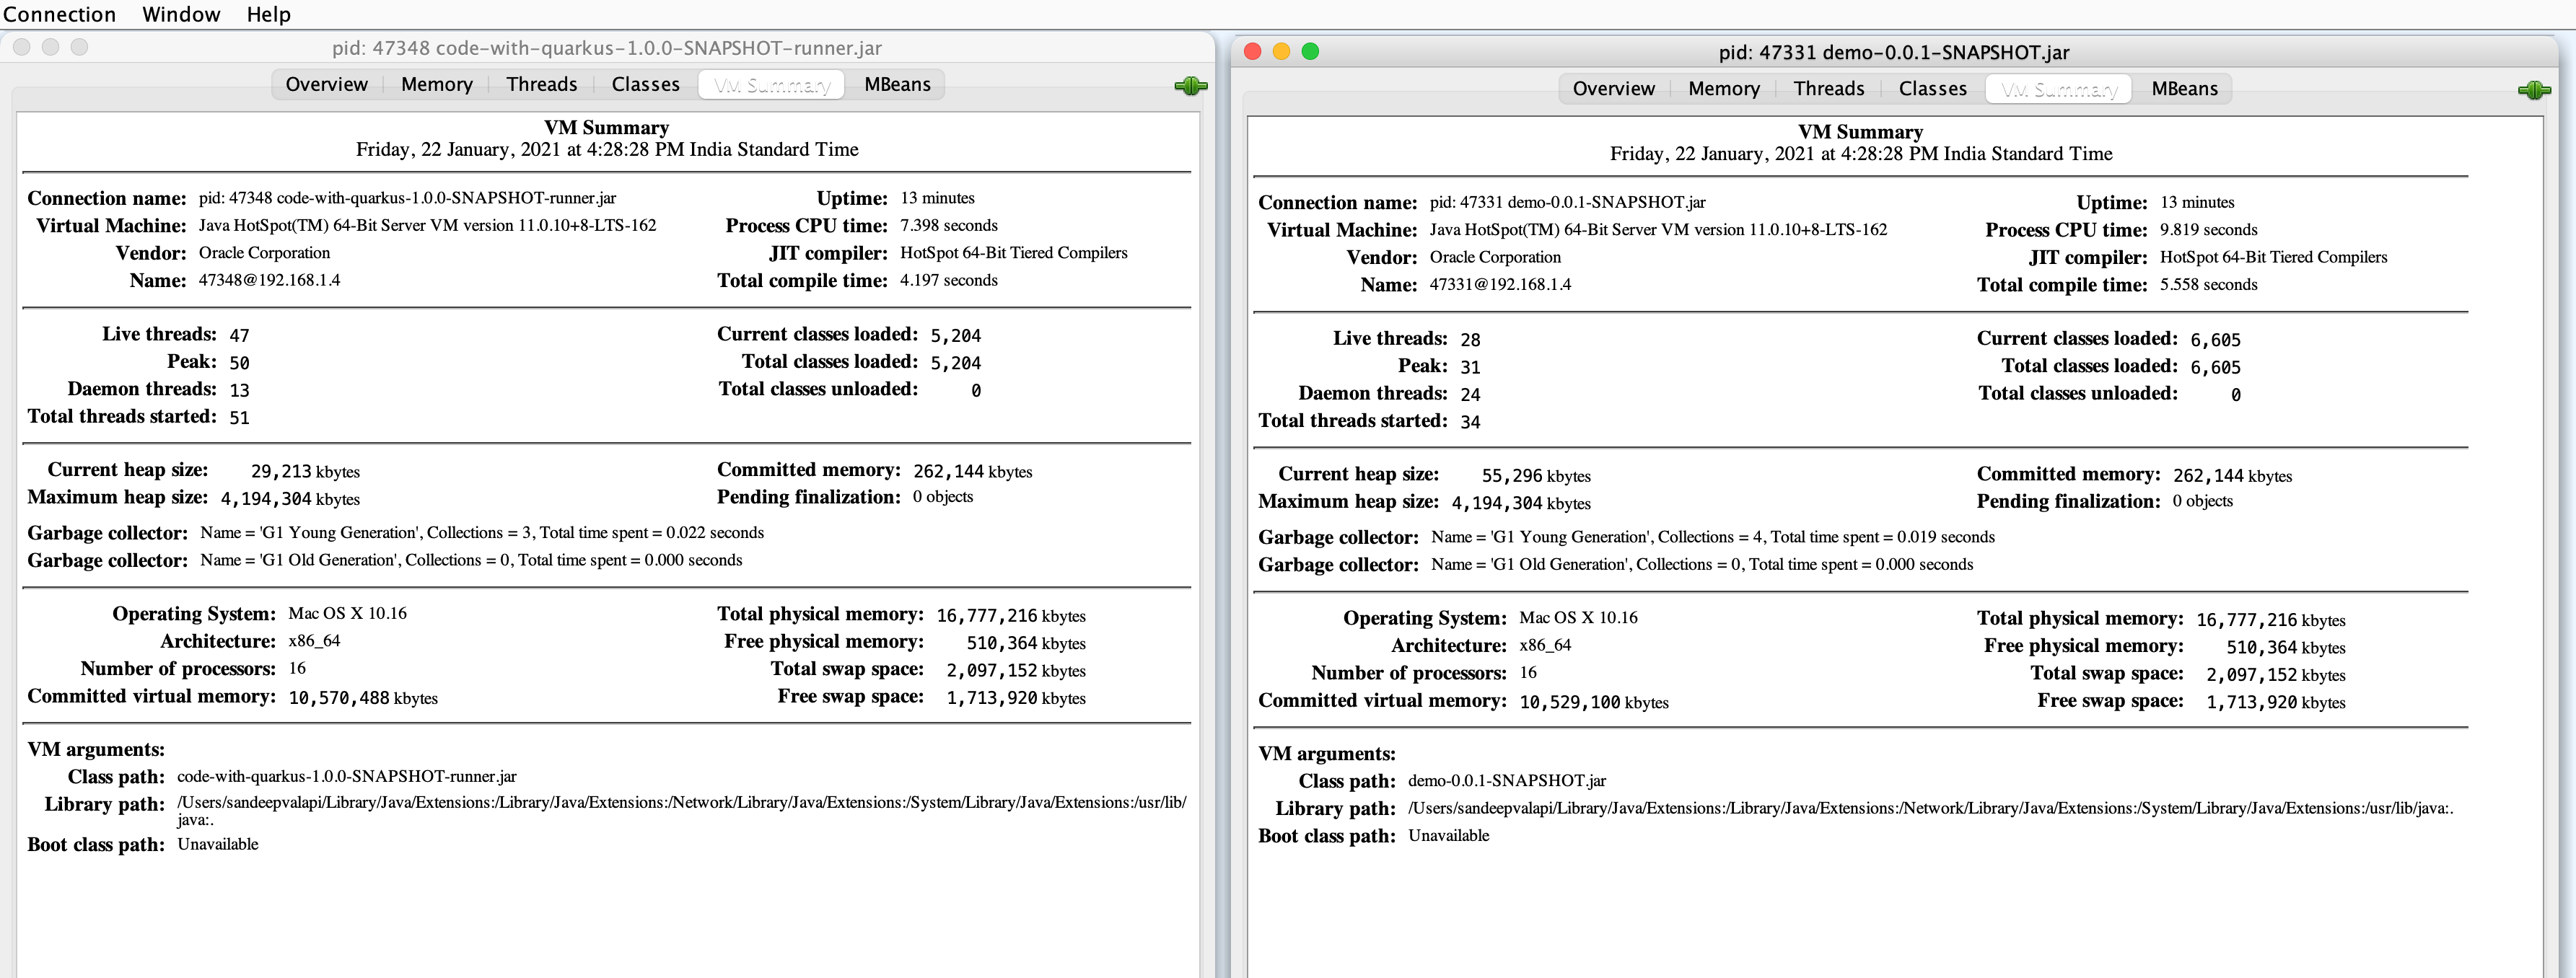 Connection Window Help
pid: 47348 code-with-quarkus-1.0.0-SNAPSHOT-runner.jar
Overview Memory Threads Classes VM Summary MBeans
VM Summary
Friday, 22 January, 2021 at 4:28:28 PM India Standard Time
Connection name: pid: 47348 code-with-quarkus-1.0.0-SNAPSHOT-runner.jar Uptime: 13 minutes
Virtual Machine: Java HotSpot(TM) 64-Bit Server VM version 11.0.10+8-LTS-162 Process CPU time: 7.398 seconds
Vendor: Oracle Corporation JIT compiler: HotSpot 64-Bit Tiered Compilers
Name: 47348@192.168.1.4 Total compile time: 4.197 seconds
Live threads: 47 Current classes loaded: 5,204
Peak: 50 Total classes loaded: 5,204
Daemon threads: 13 Total classes unloaded: 0
Total threads started: 51
Current heap size: 29,213 kbytes Committed memory: 262,144 kbytes
Maximum heap size: 4,194,304 kbytes Pending finalization: 0 objects
Garbage collector: Name = 'G1 Young Generation', Collections = 3, Total time spent = 0.022 seconds
Garbage collector: Name = 'G1 Old Generation', Collections = 0, Total time spent = 0.000 seconds
Operating System: Mac OS X 10.16 Total physical memory: 16,777,216 kbytes
Architecture: x86_64 Free physical memory: 510,364 kbytes
Number of processors: 16 Total swap space: 2,097,152 kbytes
Committed virtual memory: 10,570,488 kbytes Free swap space: 1,713,920 kbytes
VM arguments:
Class path: code-with-quarkus-1.0.0-SNAPSHOT-runner.jar
Library path: /Users/sandeepvalapi/Library/Java/Extensions:/Library/Java/Extensions:/Network/Library/Java/Extensions:/System/Library/Java/Extensions:/usr/lib/
java:.
Boot class path: Unavailable
pid: 47331 demo-0.0.1-SNAPSHOT.jar
Overview Memory Threads Classes VM Summary MBeans
VM Summary
Friday, 22 January, 2021 at 4:28:28 PM India Standard Time
Connection name: pid: 47331 demo-0.0.1-SNAPSHOT.jar Uptime: 13 minutes
Virtual Machine: Java HotSpot(TM) 64-Bit Server VM version 11.0.10+8-LTS-162 Process CPU time: 9.819 seconds
Vendor: Oracle Corporation JIT compiler: HotSpot 64-Bit Tiered Compilers
Name: 47331@192.168.1.4 Total compile time: 5.558 seconds
Live threads: 28 Current classes loaded: 6,605
Peak: 31 Total classes loaded: 6,605
Daemon threads: 24 Total classes unloaded: 0
Total threads started: 34
Current heap size: 55,296 kbytes Committed memory: 262,144 kbytes
Maximum heap size: 4,194,304 kbytes Pending finalization: 0 objects
Garbage collector: Name = 'G1 Young Generation', Collections = 4, Total time spent = 0.019 seconds
Garbage collector: Name = 'G1 Old Generation', Collections = 0, Total time spent = 0.000 seconds
Operating System: Mac OS X 10.16 Total physical memory: 16,777,216 kbytes
Architecture: x86_64 Free physical memory: 510,364 kbytes
Number of processors: 16 Total swap space: 2,097,152 kbytes
Committed virtual memory: 10,529,100 kbytes Free swap space: 1,713,920 kbytes
VM arguments:
Class path: demo-0.0.1-SNAPSHOT.jar
Library path: /Users/sandeepvalapi/Library/Java/Extensions:/Library/Java/Extensions:/Network/Library/Java/Extensions:/System/Library/Java/Extensions:/usr/lib/java:.
Boot class path: Unavailable